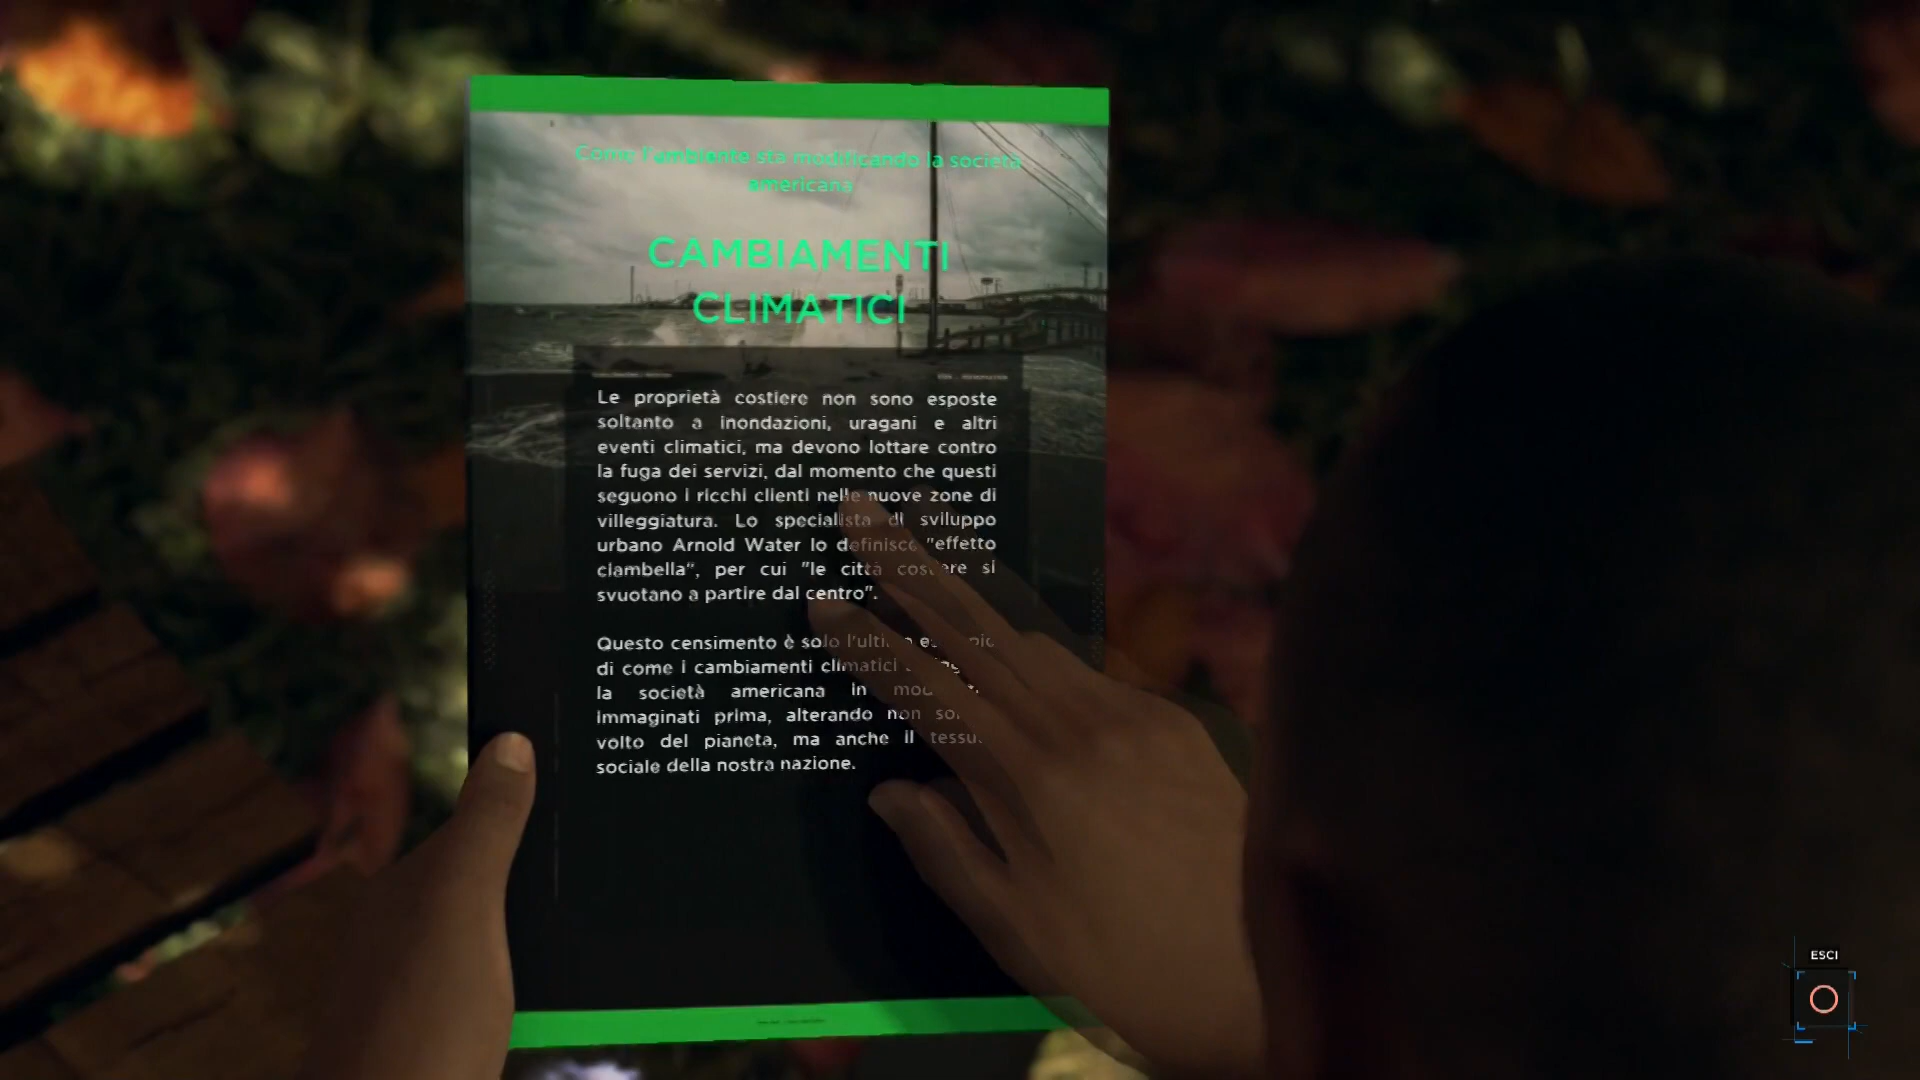 Come l'ambiente sta modificando la società
americana
CAMBIAMENTI
CLIMATICI
Le proprietà costiere non sono esposte
soltanto a inondazioni, uragani e altri
eventi climatici, ma devono lottare contro
la fuga dei servizi, dal momento che questi
seguono i ricchi clienti nelle nuove zone di
villeggiatura. Lo specialista di sviluppo
urbano Arnold Water lo definisce "effetto
ciambella", per cui "le città costiere si
svuotano a partire dal centro".
Questo censimento è solo l'ultimo
di come i cambiamenti climatici
la società americana in
immaginati prima, alterando non
volto del pianeta, ma anche il
sociale della nostra nazione.
ESCI